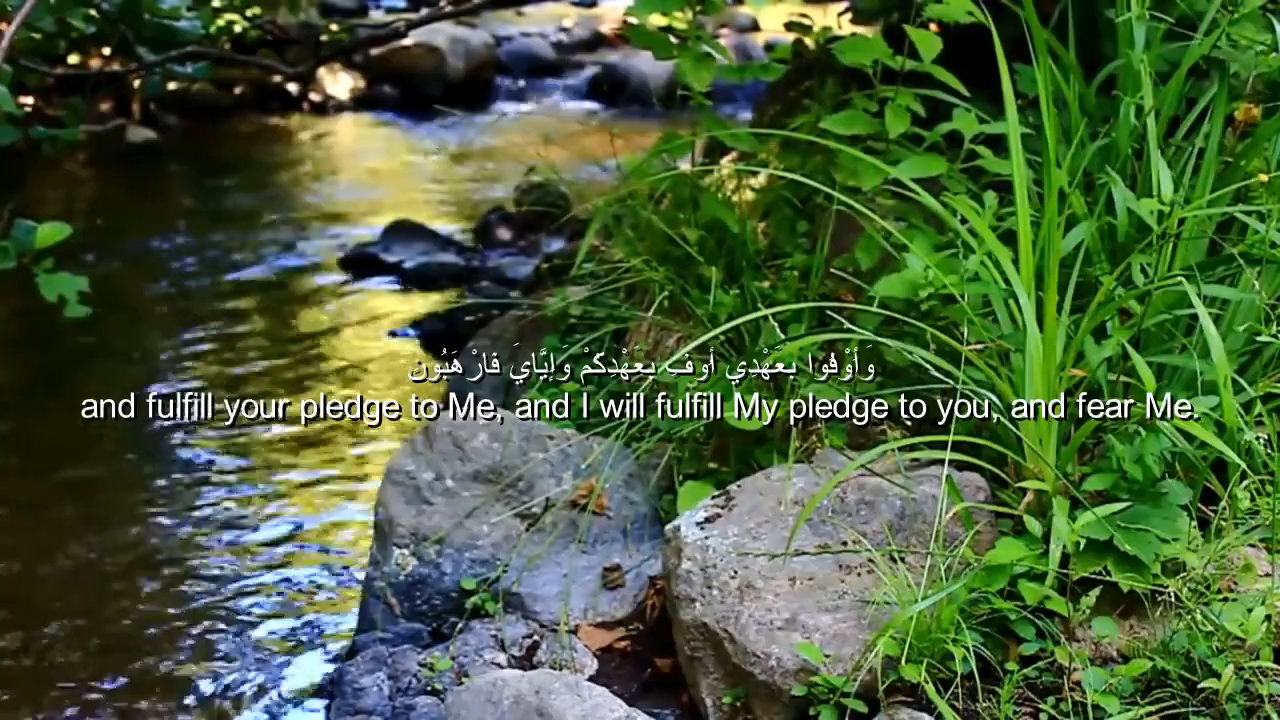 وَأَوْفُوا بِعَهْدِي أُوفِ بِعَهْدِكُمْ وَإِيَّايَ فَارْهَبُونِ
and fulfill your pledge to Me, and I will fulfill My pledge to you, and fear Me.